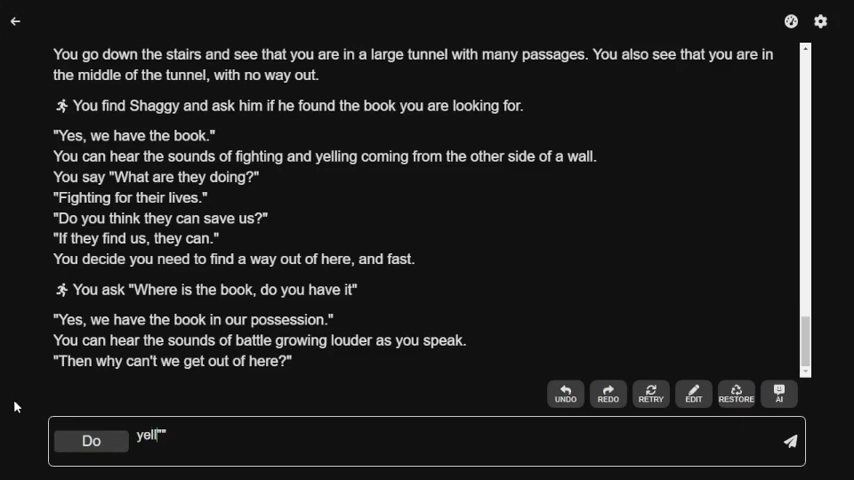 You go down the stairs and see that you are in a large tunnel with many passages. You also see that you are in
the middle of the tunnel, with no way out.
You find Shaggy and ask him if he found the book you are looking for.
"Yes, we have the book."
You can hear the sounds of fighting and yelling coming from the other side of a wall.
You say "What are they doing?"
"Fighting for their lives."
"Do you think they can save us?"
"If they find us, they can."
You decide you need to find a way out of here, and fast.
You ask "Where is the book, do you have it"
"Yes, we have the book in our possession."
You can hear the sounds of battle growing louder as you speak.
"Then why can't we get out of here?"
UNDO REDO RETRY EDIT RESTORE AI
Do yell""